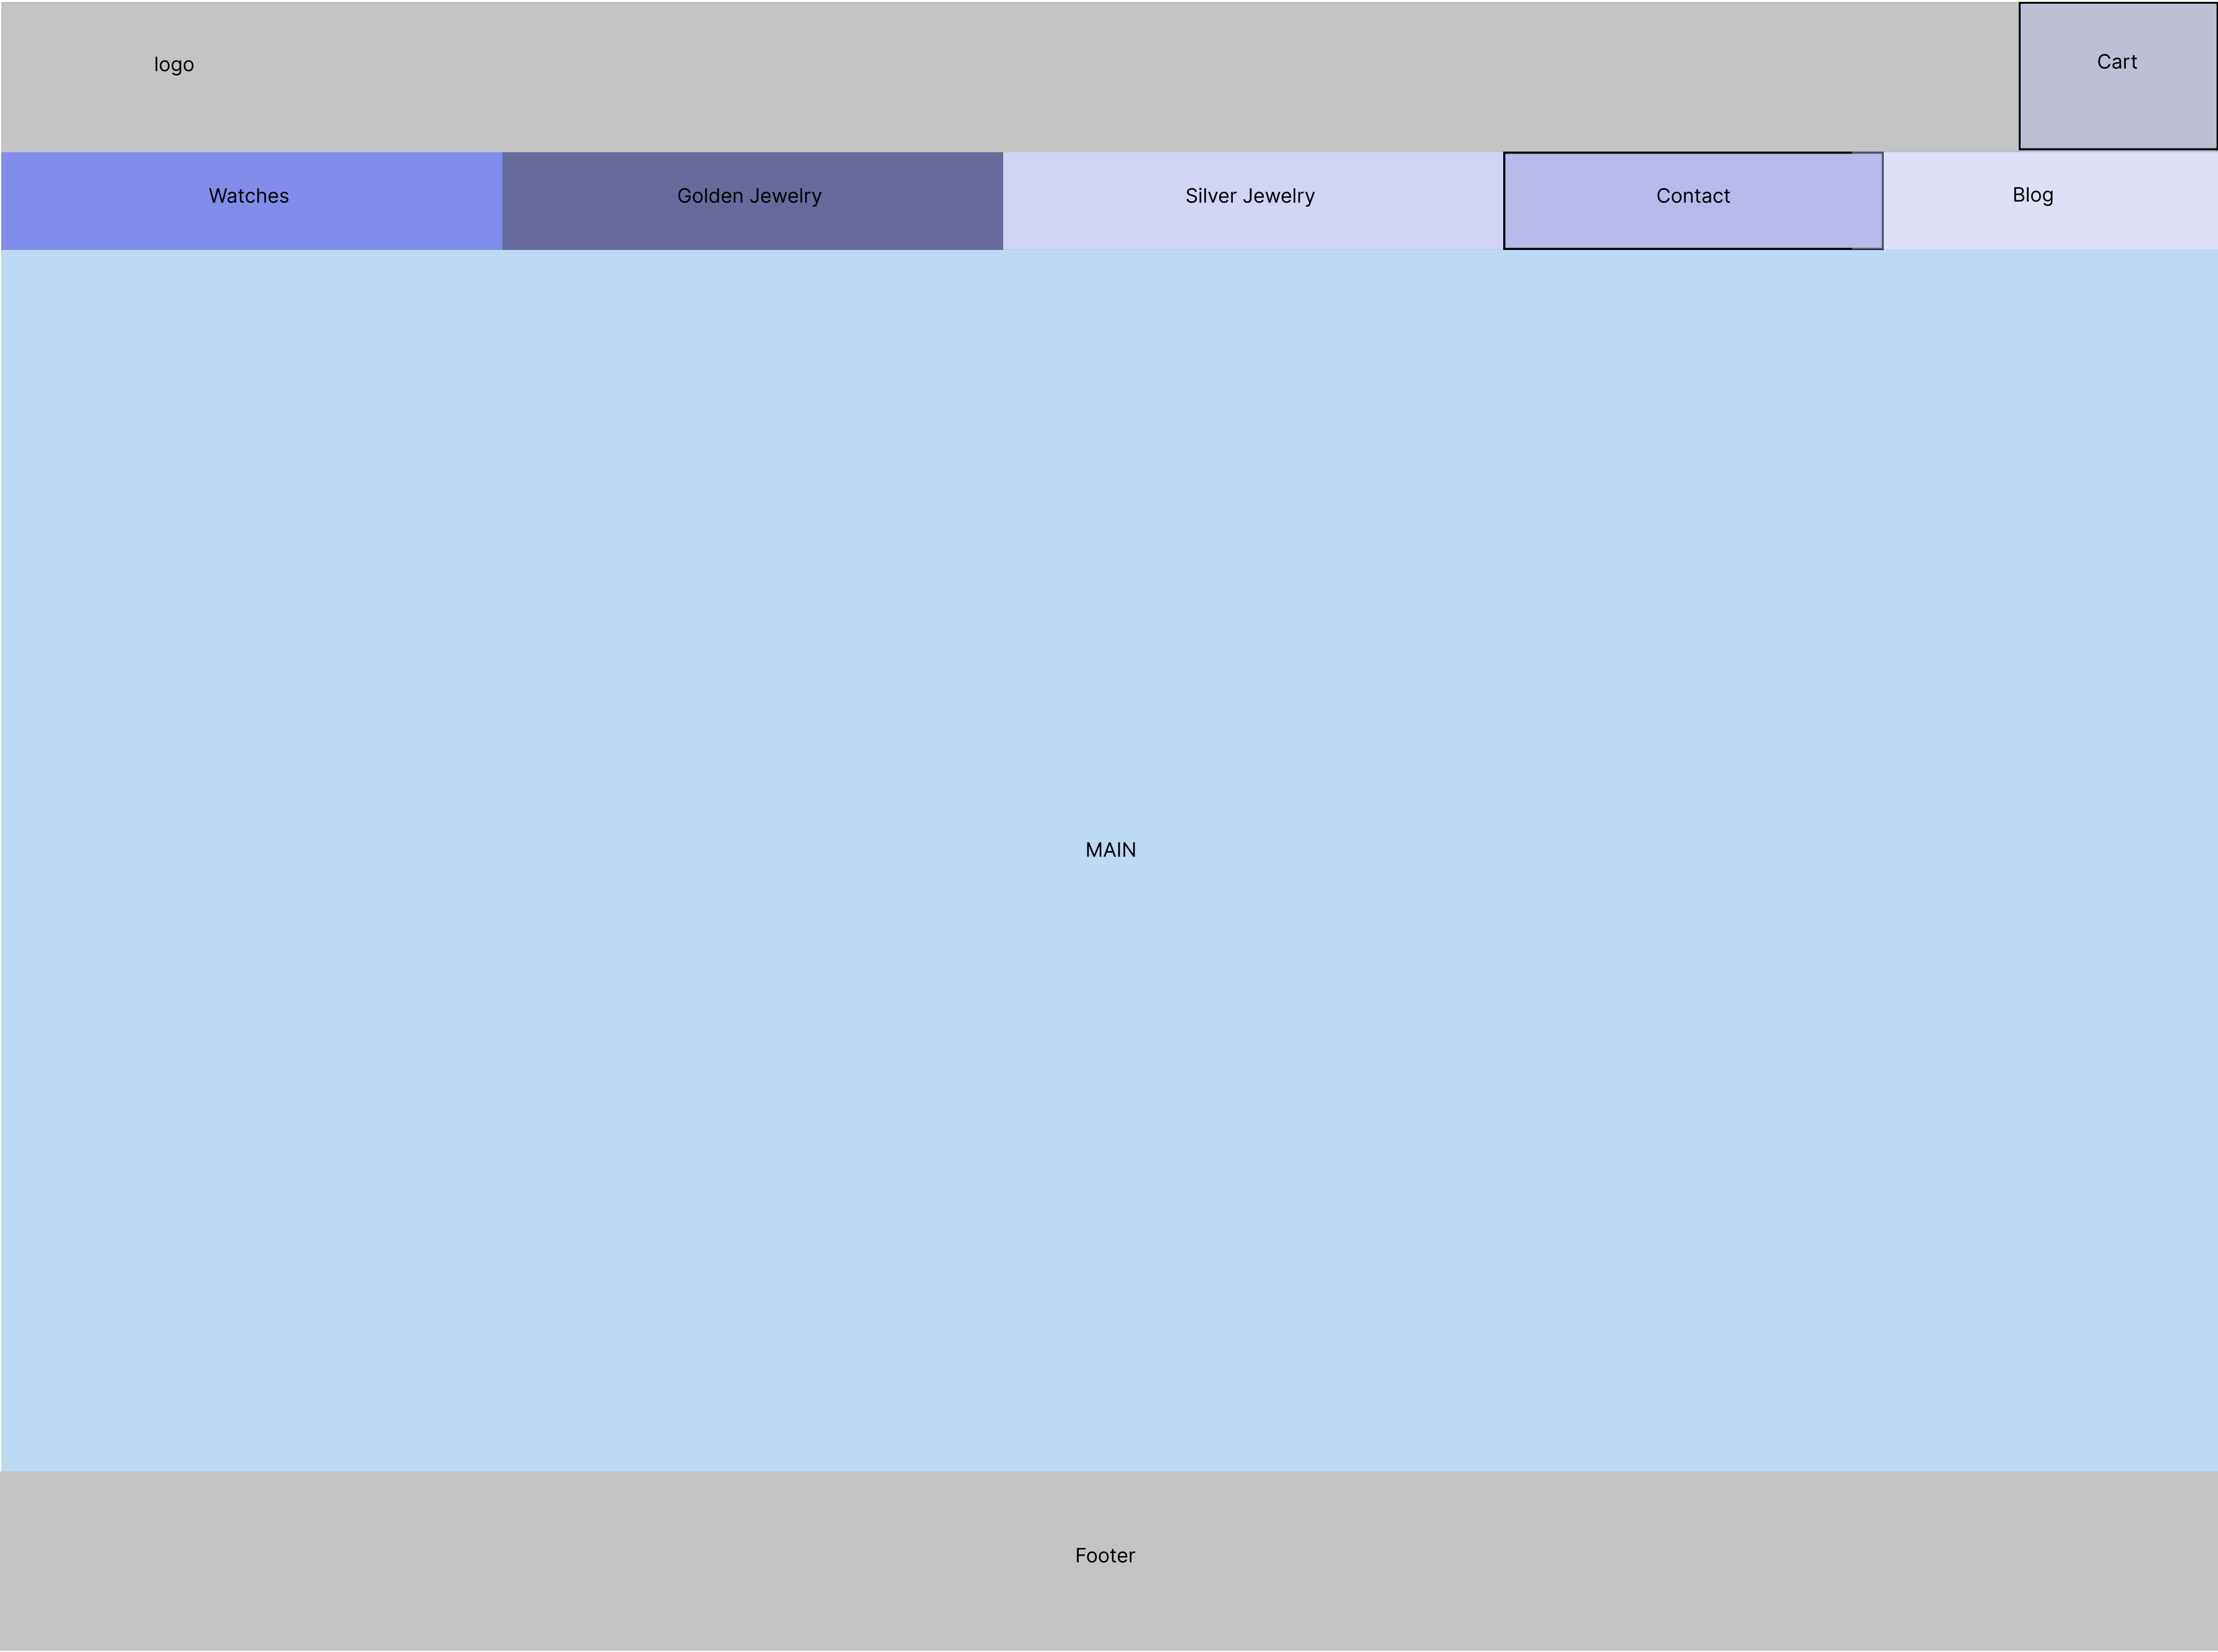 logo
Cart
Watches
Golden Jewelry
Silver Jewelry
Contact
Blog
MAIN
Footer